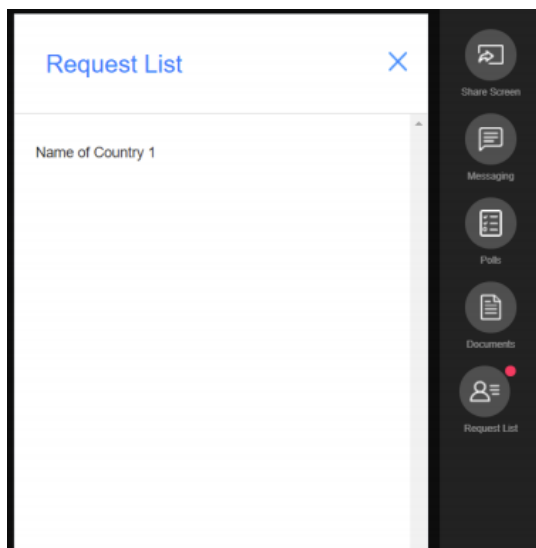 Request List
Name of Country 1
Share Screen
Messaging
Polls
Documents
Request List